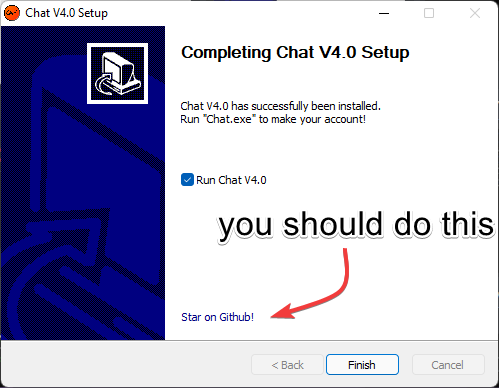 Chat V4.0 Setup
Completing Chat V4.0 Setup
Chat V4.0 has successfully been installed.
Run "Chat.exe" to make your account!
Run Chat V4.0
you should do this
Star on Github!
< Back Finish Cancel